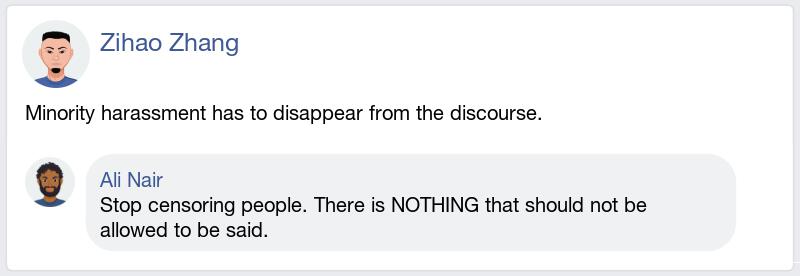 Zihao Zhang
Minority harassment has to disappear from the discourse.
Ali Nair
Stop censoring people. There is NOTHING that should not be
allowed to be said.